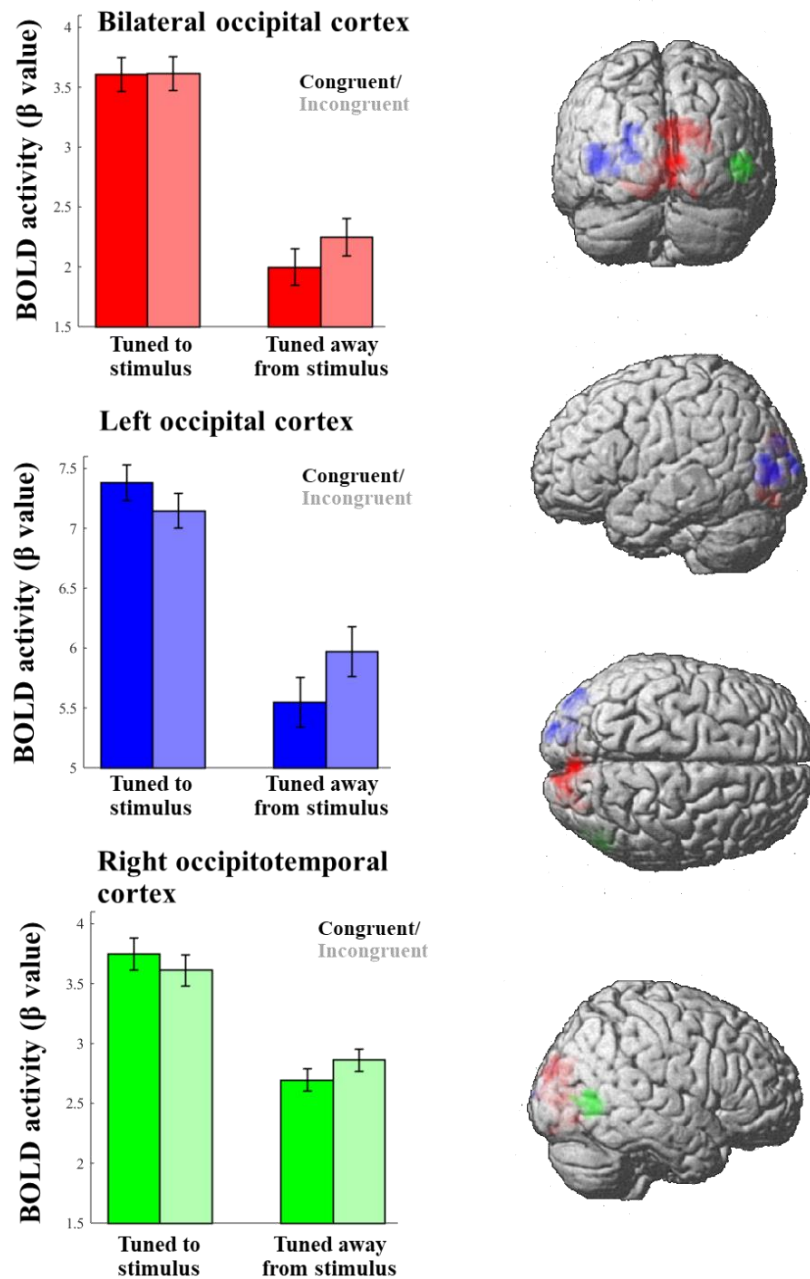 Bilateral occipital cortex
BOLD activity (β value)
4
3.5
3
2.5
2
1.5
Congruent/
Incongruent
Tuned to
stimulus
Tuned away
from stimulus
Left occipital cortex
BOLD activity (β value)
7.5
7
6.5
6
5.5
5
Congruent/
Incongruent
Tuned to
stimulus
Tuned away
from stimulus
Right occipitotemporal
cortex
BOLD activity (β value)
4
3.5
3
2.5
2
1.5
Congruent/
Incongruent
Tuned to
stimulus
Tuned away
from stimulus